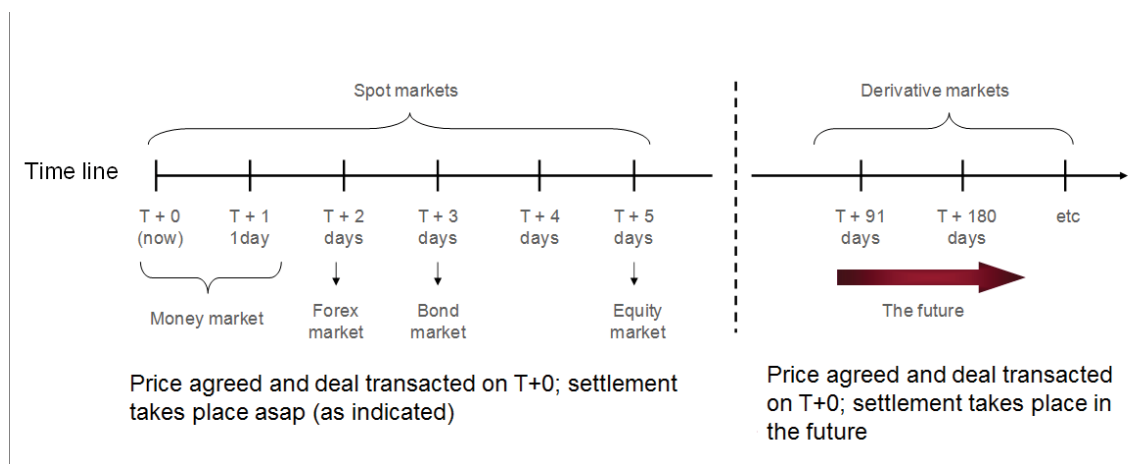 Spot markets
Derivative markets
Time line
T + 0
(now)
T + 1
1day
T + 2
days
T + 3
days
T + 4
days
T + 5
days
T + 91
days
T + 180
days
etc
Money market
Forex
market
Bond
market
Equity
market
The future
Price agreed and deal transacted on T+0; settlement
takes place asap (as indicated)
Price agreed and deal transacted
on T+0; settlement takes place in
the future